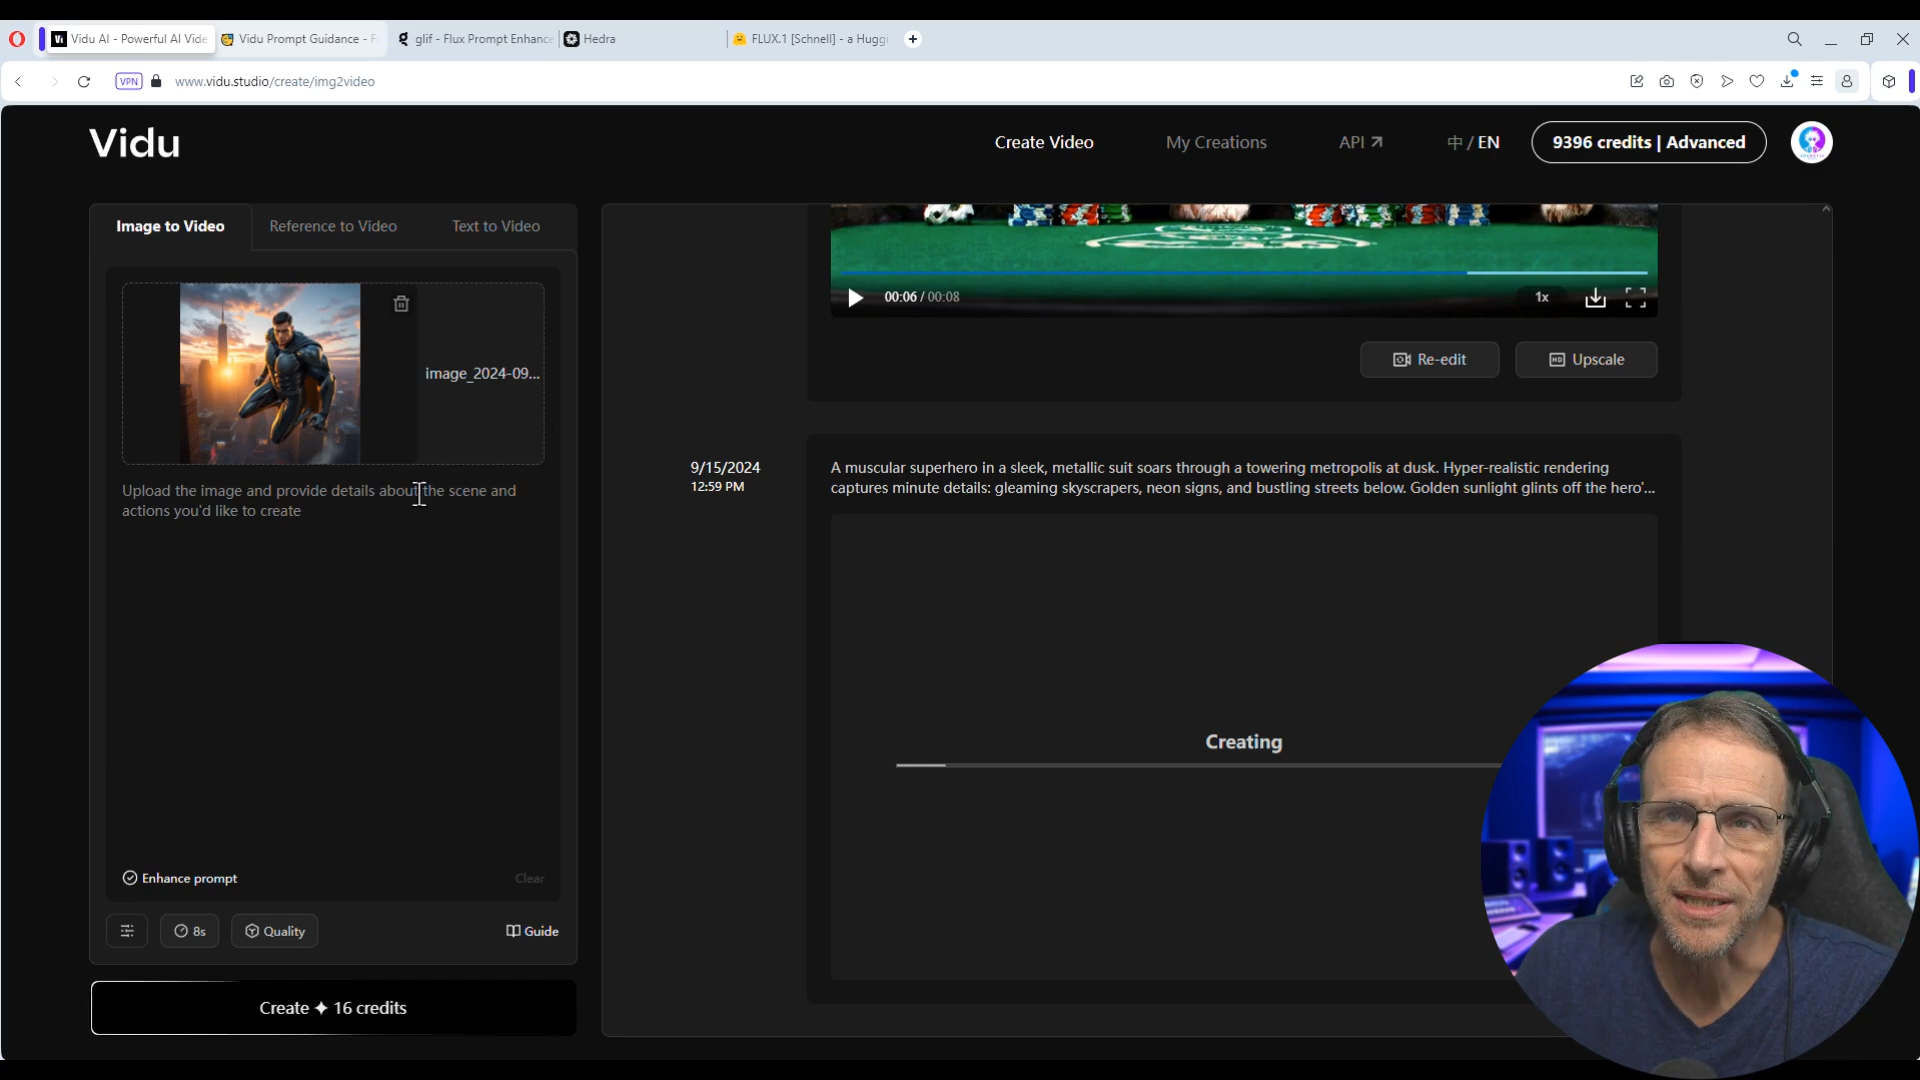 Vidu AI - Powerful AI Vide
Vidu Prompt Guidance - F
glif - Flux Prompt Enhance
Hedra
FLUX.1 [Schnell] - a Huggi
VPN
www.vidu.studio/create/img2video
Vidu
Create Video
My Creations
API
中 / EN
9396 credits | Advanced
Image to Video
Reference to Video
Text to Video
image_2024-09...
Upload the image and provide details about the scene and
actions you'd like to create
Enhance prompt
Clear
8s
Quality
Guide
Create 16 credits
00:06 / 00:08
1x
Re-edit
Upscale
9/15/2024
12:59 PM
A muscular superhero in a sleek, metallic suit soars through a towering metropolis at dusk. Hyper-realistic rendering
captures minute details: gleaming skyscrapers, neon signs, and bustling streets below. Golden sunlight glints off the hero'...
Creating